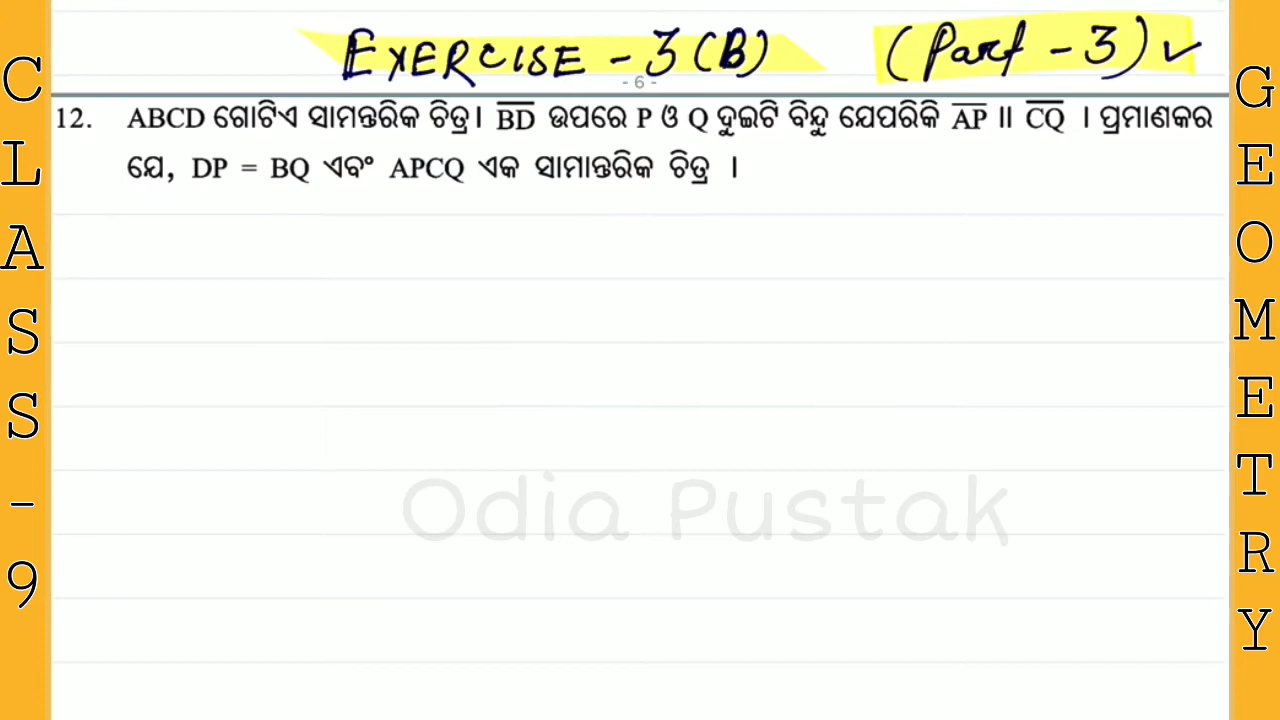 EXERCISE - 3 (B) (Part - 3) ✓
- 6 -
12. ABCD ଗୋଟିଏ ସାମନ୍ତରିକ ଚିତ୍ର। BD ଉପରେ P ଓ Q ଦୁଇଟି ବିନ୍ଦୁ ଯେପରିକି AP || CQ । ପ୍ରମାଣକର
ଯେ, DP = BQ ଏବଂ APCQ ଏକ ସାମାନ୍ତରିକ ଚିତ୍ର ।
Odia Pustak
CLASS-9
GEOMETRY